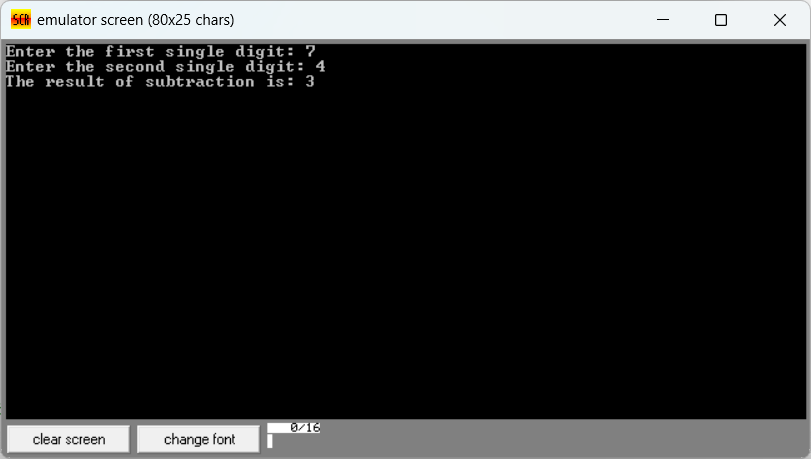 SCR emulator screen (80x25 chars)
Enter the first single digit: 7
Enter the second single digit: 4
The result of subtraction is: 3
clear screen change font 0/16